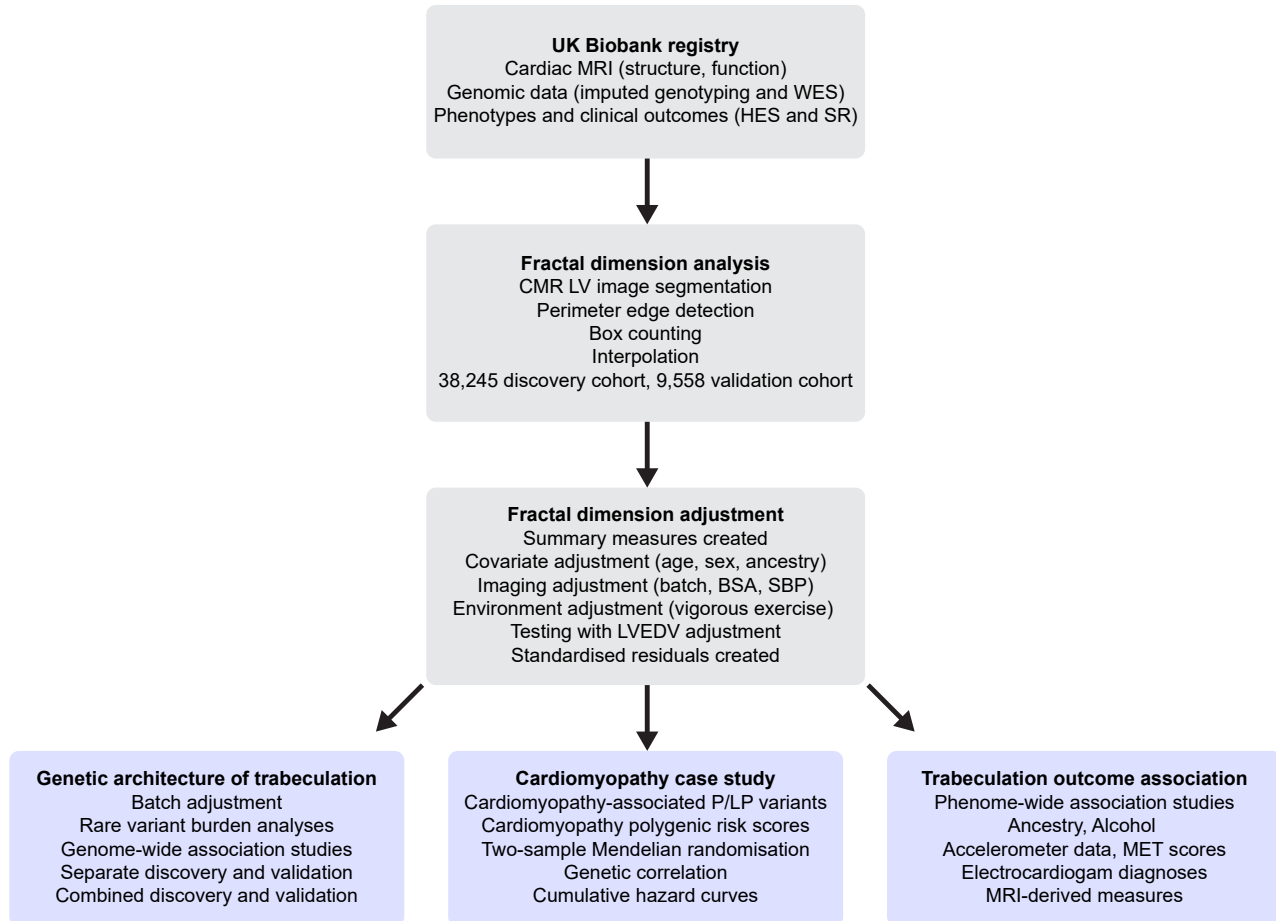 UK Biobank registry
Cardiac MRI (structure, function)
Genomic data (imputed genotyping and WES)
Phenotypes and clinical outcomes (HES and SR)
Fractal dimension analysis
CMR LV image segmentation
Perimeter edge detection
Box counting
Interpolation
38,245 discovery cohort, 9,558 validation cohort
Fractal dimension adjustment
Summary measures created
Covariate adjustment (age, sex, ancestry)
Imaging adjustment (batch, BSA, SBP)
Environment adjustment (vigorous exercise)
Testing with LVEDV adjustment
Standardised residuals created
Genetic architecture of trabeculation
Batch adjustment
Rare variant burden analyses
Genome-wide association studies
Separate discovery and validation
Combined discovery and validation
Cardiomyopathy case study
Cardiomyopathy-associated P/LP variants
Cardiomyopathy polygenic risk scores
Two-sample Mendelian randomisation
Genetic correlation
Cumulative hazard curves
Trabeculation outcome association
Phenome-wide association studies
Ancestry, Alcohol
Accelerometer data, MET scores
Electrocardiogam diagnoses
MRI-derived measures